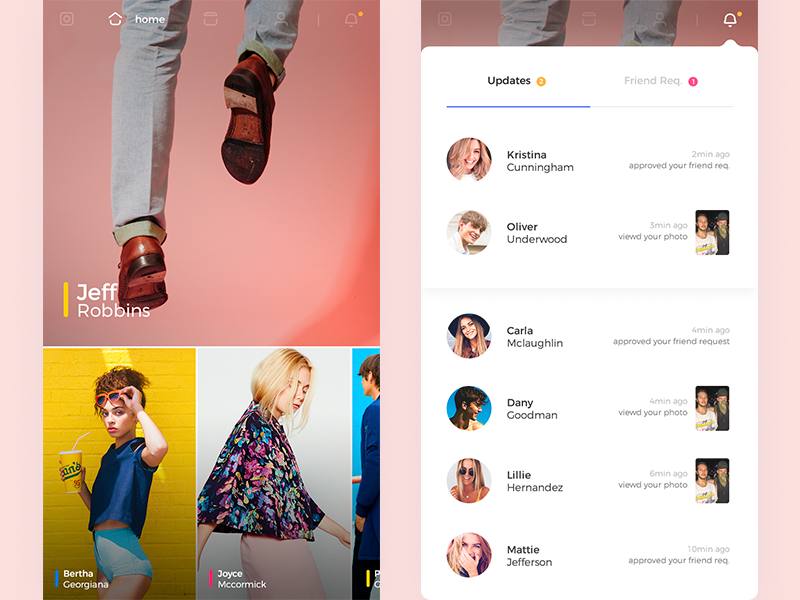 home
Jeff
Robbins
Bertha
Georgiana
Joyce
Mccormick
Updates 2
Friend Req. 1
Kristina
Cunningham
2min ago
approved your friend req.
Oliver
Underwood
3min ago
viewd your photo
Carla
Mclaughlin
4min ago
approved your friend request
Dany
Goodman
4min ago
viewd your photo
Lillie
Hernandez
6min ago
viewd your photo
Mattie
Jefferson
10min ago
approved your friend req.